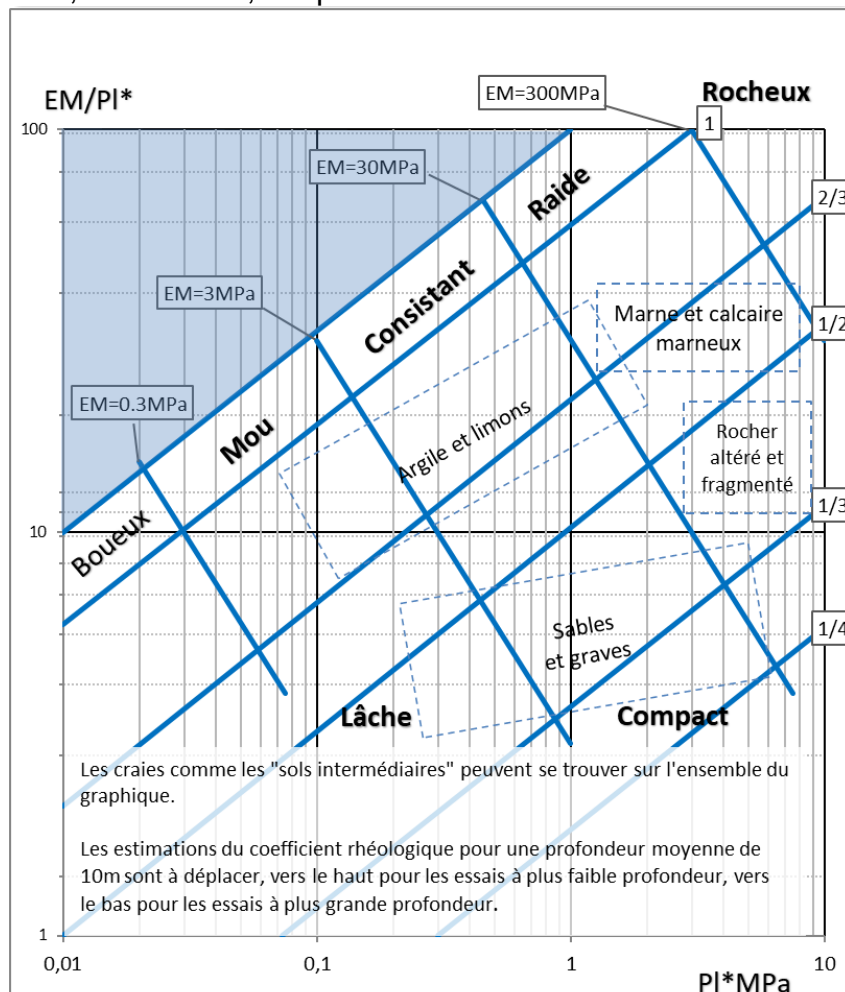 EM/Pl*
EM=300MPa
Rocheux
100
1
EM=30MPa
Raide
2/3
EM=3MPa
Consistant
Marne et calcaire
marneux
1/2
EM=0.3MPa
Mou
Argile et limons
Rocher
altéré et
fragmenté
Boueux
10
1/3
Sables
et graves
1/4
Lâche
Compact
Les craies comme les "sols intermédiaires" peuvent se trouver sur l'ensemble du
graphique.
Les estimations du coefficient rhéologique pour une profondeur moyenne de
10m sont à déplacer, vers le haut pour les essais à plus faible profondeur, vers
le bas pour les essais à plus grande profondeur.
1
0,01
0,1
1
10
Pl*MPa